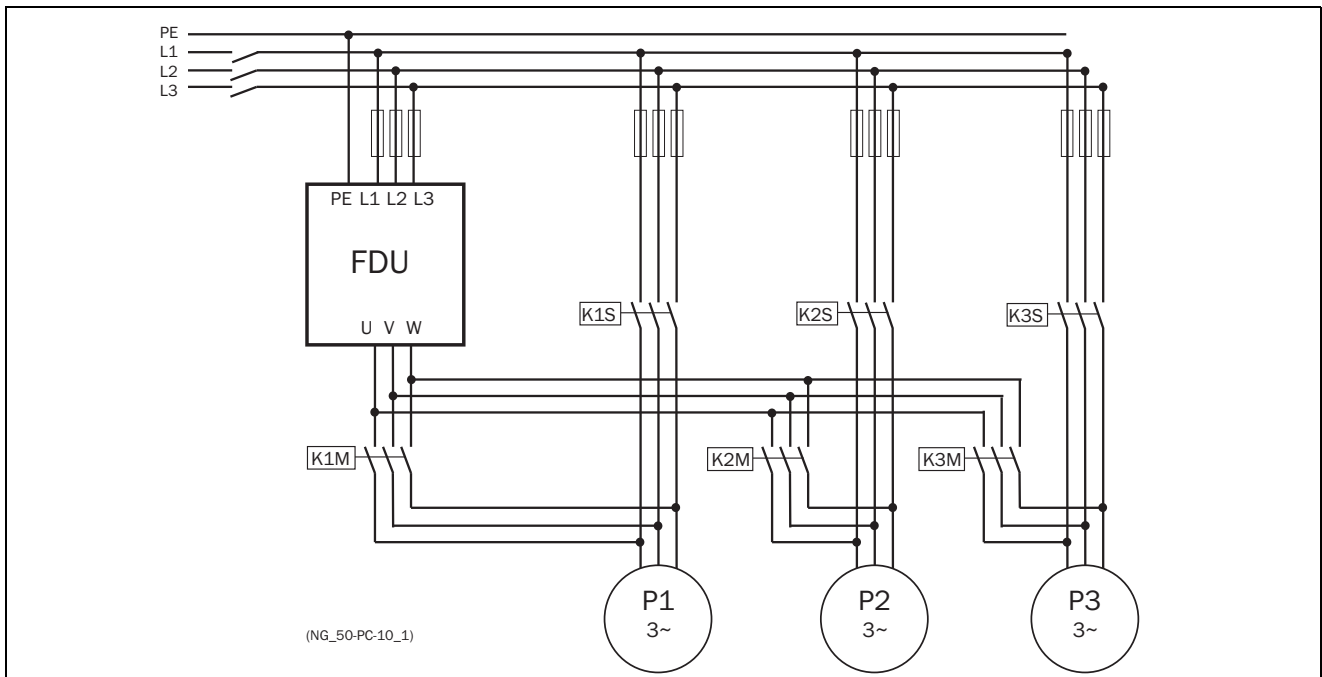 PE
L1
L2
L3
PE L1 L2 L3
FDU
U V W
K1S
K2S
K3S
K1M
K2M
K3M
P1
3~
P2
3~
P3
3~
(NG_50-PC-10_1)